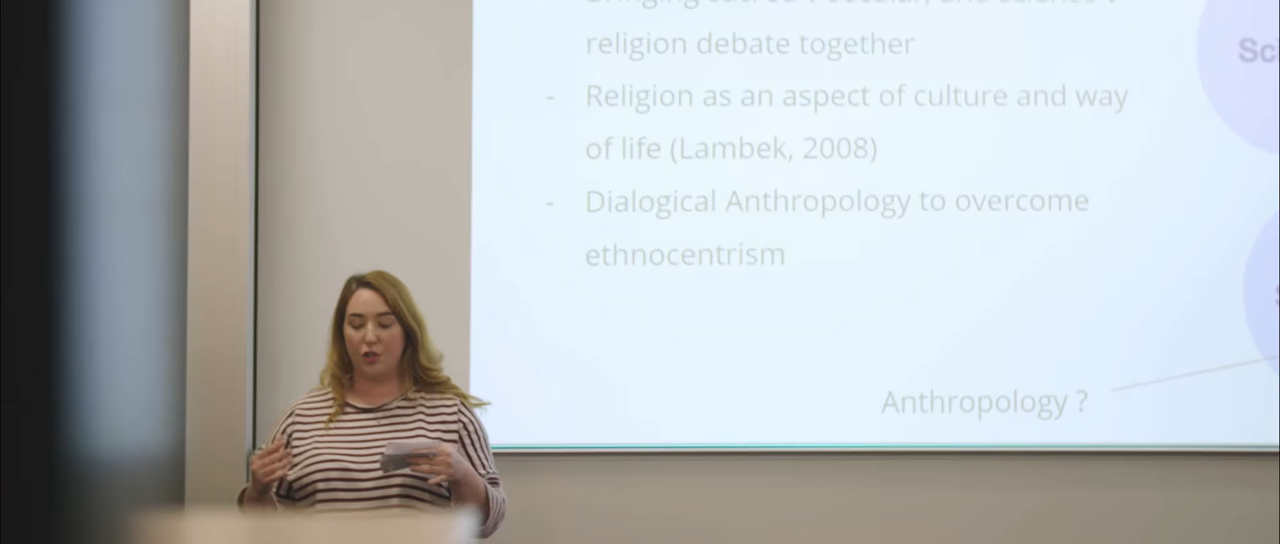 religion debate together
- Religion as an aspect of culture and way
of life (Lambek, 2008)
- Dialogical Anthropology to overcome
ethnocentrism
Anthropology ?